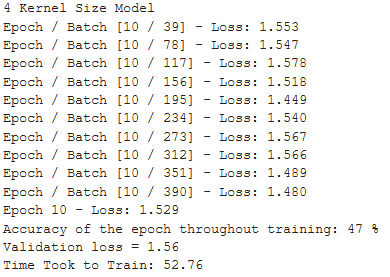 4 Kernel Size Model
Epoch / Batch [10 / 39] - Loss: 1.553
Epoch / Batch [10 / 78] - Loss: 1.547
Epoch / Batch [10 / 117] - Loss: 1.578
Epoch / Batch [10 / 156] - Loss: 1.518
Epoch / Batch [10 / 195] - Loss: 1.449
Epoch / Batch [10 / 234] - Loss: 1.540
Epoch / Batch [10 / 273] - Loss: 1.567
Epoch / Batch [10 / 312] - Loss: 1.566
Epoch / Batch [10 / 351] - Loss: 1.489
Epoch / Batch [10 / 390] - Loss: 1.480
Epoch 10 - Loss: 1.529
Accuracy of the epoch throughout training: 47 %
Validation loss = 1.56
Time Took to Train: 52.76